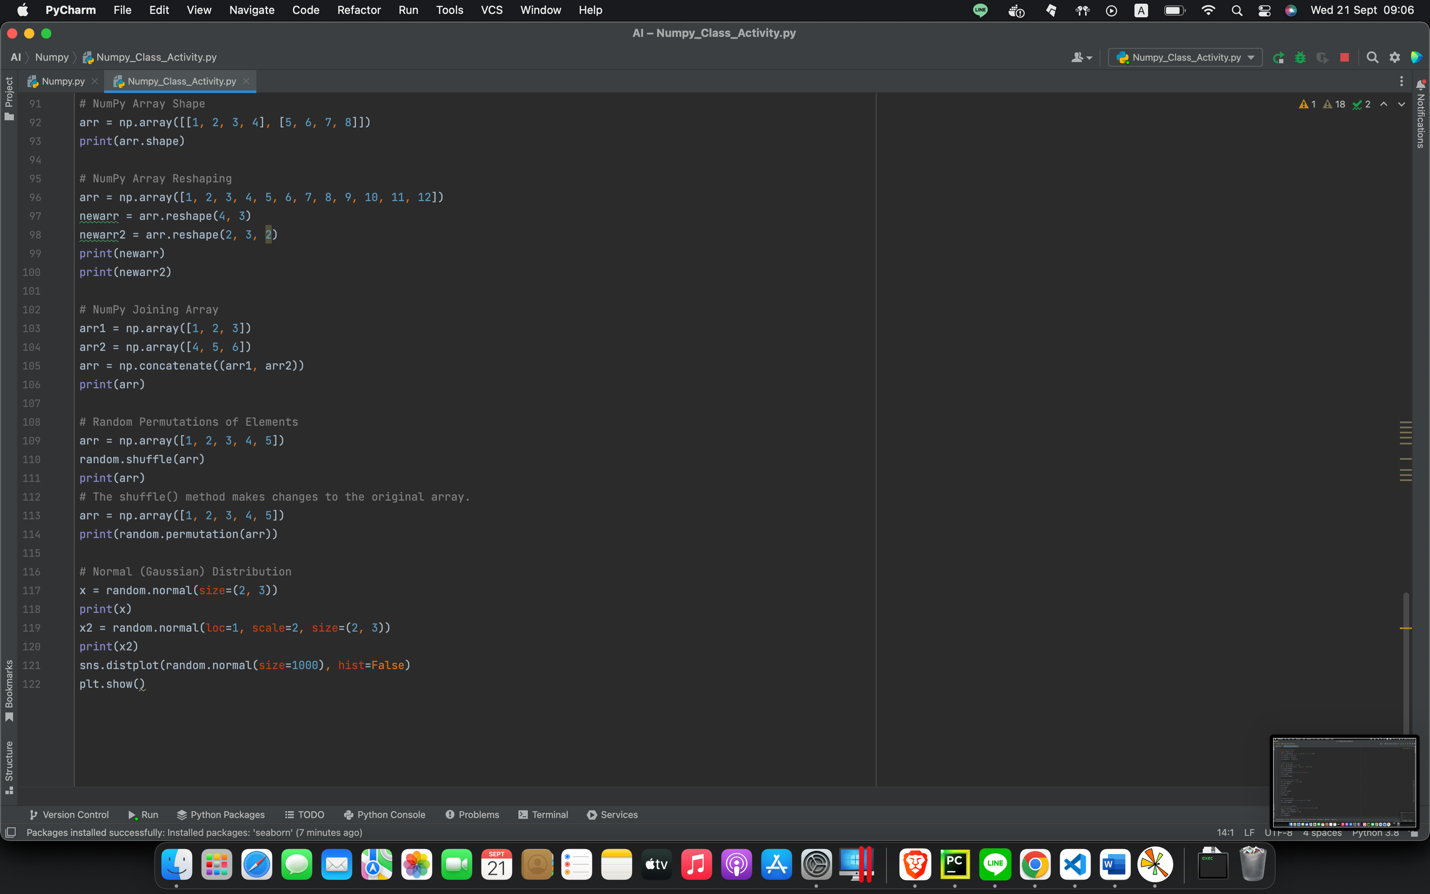 PyCharm File Edit View Navigate Code Refactor Run Tools VCS Window Help LINE A Wed 21 Sept 09:06
AI – Numpy_Class_Activity.py
AI Numpy Numpy_Class_Activity.py Numpy_Class_Activity.py
Project
Numpy.py Numpy_Class_Activity.py
Notifications
1 18 2
91 # NumPy Array Shape
92 arr = np.array([[1, 2, 3, 4], [5, 6, 7, 8]])
93 print(arr.shape)
94
95 # NumPy Array Reshaping
96 arr = np.array([1, 2, 3, 4, 5, 6, 7, 8, 9, 10, 11, 12])
97 newarr = arr.reshape(4, 3)
98 newarr2 = arr.reshape(2, 3, 2)
99 print(newarr)
100 print(newarr2)
101
102 # NumPy Joining Array
103 arr1 = np.array([1, 2, 3])
104 arr2 = np.array([4, 5, 6])
105 arr = np.concatenate((arr1, arr2))
106 print(arr)
107
108 # Random Permutations of Elements
109 arr = np.array([1, 2, 3, 4, 5])
110 random.shuffle(arr)
111 print(arr)
112 # The shuffle() method makes changes to the original array.
113 arr = np.array([1, 2, 3, 4, 5])
114 print(random.permutation(arr))
115
116 # Normal (Gaussian) Distribution
117 x = random.normal(size=(2, 3))
118 print(x)
119 x2 = random.normal(loc=1, scale=2, size=(2, 3))
120 print(x2)
121 sns.distplot(random.normal(size=1000), hist=False)
122 plt.show()
Bookmarks
Structure
Version Control Run Python Packages TODO Python Console Problems Terminal Services
Packages installed successfully: Installed packages: 'seaborn' (7 minutes ago) 14:1 LF UTF-8 4 spaces Python 3.8
SEPT
21
tv
PC
LINE
W
EXEC